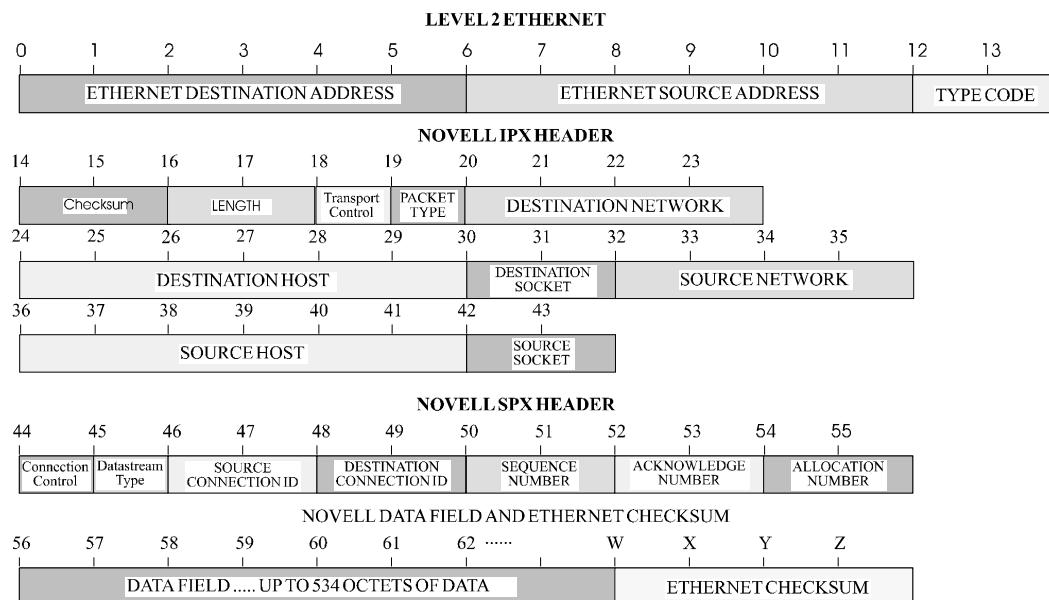 LEVEL 2 ETHERNET
0 1 2 3 4 5 6 7 8 9 10 11 12 13
ETHERNET DESTINATION ADDRESS ETHERNET SOURCE ADDRESS TYPE CODE
NOVELL IPX HEADER
14 15 16 17 18 19 20 21 22 23
Checksum LENGTH Transport Control PACKET TYPE DESTINATION NETWORK
24 25 26 27 28 29 30 31 32 33 34 35
DESTINATION HOST DESTINATION SOCKET SOURCE NETWORK
36 37 38 39 40 41 42 43
SOURCE HOST SOURCE SOCKET
NOVELL SPX HEADER
44 45 46 47 48 49 50 51 52 53 54 55
Connection Control Datastream Type SOURCE CONNECTION ID DESTINATION CONNECTION ID SEQUENCE NUMBER ACKNOWLEDGE NUMBER ALLOCATION NUMBER
NOVELL DATA FIELD AND ETHERNET CHECKSUM
56 57 58 59 60 61 62 ...... W X Y Z
DATA FIELD ..... UP TO 534 OCTETS OF DATA ETHERNET CHECKSUM